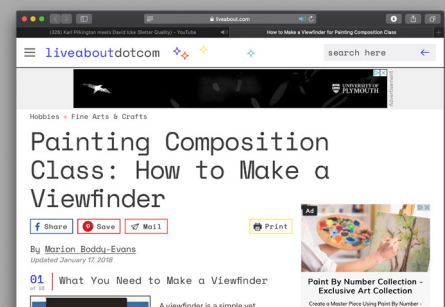 liveabout.com
(326) Karl Pilkington meets David Icke (Better Quality) - YouTube
How to Make a Viewfinder for Painting Composition Class
liveaboutdotcom
search here
UNIVERSITY OF
PLYMOUTH
Advertisement
Hobbies + Fine Arts & Crafts
Painting Composition
Class: How to Make a
Viewfinder
Share
Save
Mail
Print
Ad
By Marion Boddy-Evans
Updated January 17, 2018
01
of 08
What You Need to Make a Viewfinder
Paint By Number Collection -
Exclusive Art Collection
Create a Master Piece Using Paint By Number -
A viewfinder is a simple yet